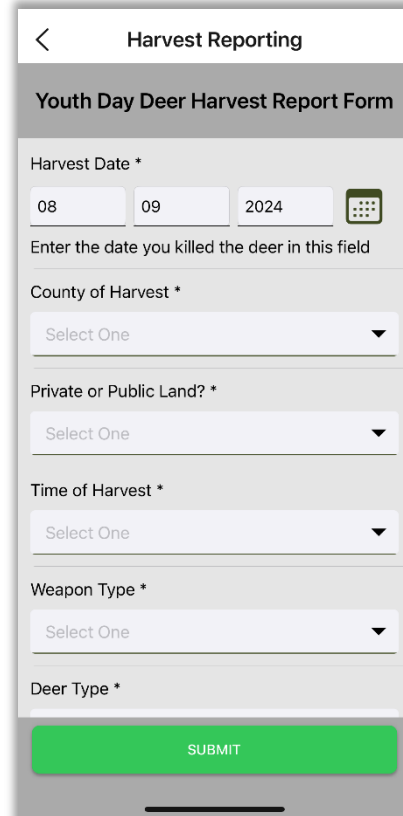 Harvest Reporting
Youth Day Deer Harvest Report Form
Harvest Date *
08 09 2024
Enter the date you killed the deer in this field
County of Harvest *
Select One
Private or Public Land? *
Select One
Time of Harvest *
Select One
Weapon Type *
Select One
Deer Type *
SUBMIT